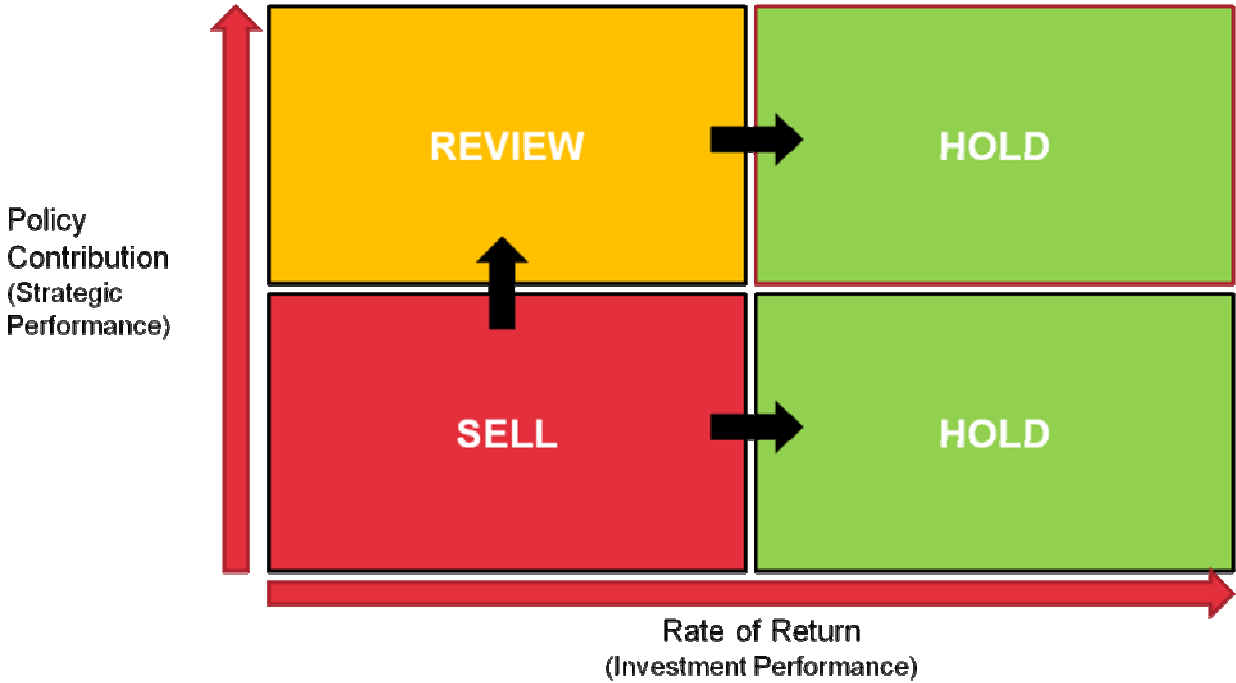 REVIEW
HOLD
Policy
Contribution
(Strategic
Performance)
SELL
HOLD
Rate of Return
(Investment Performance)